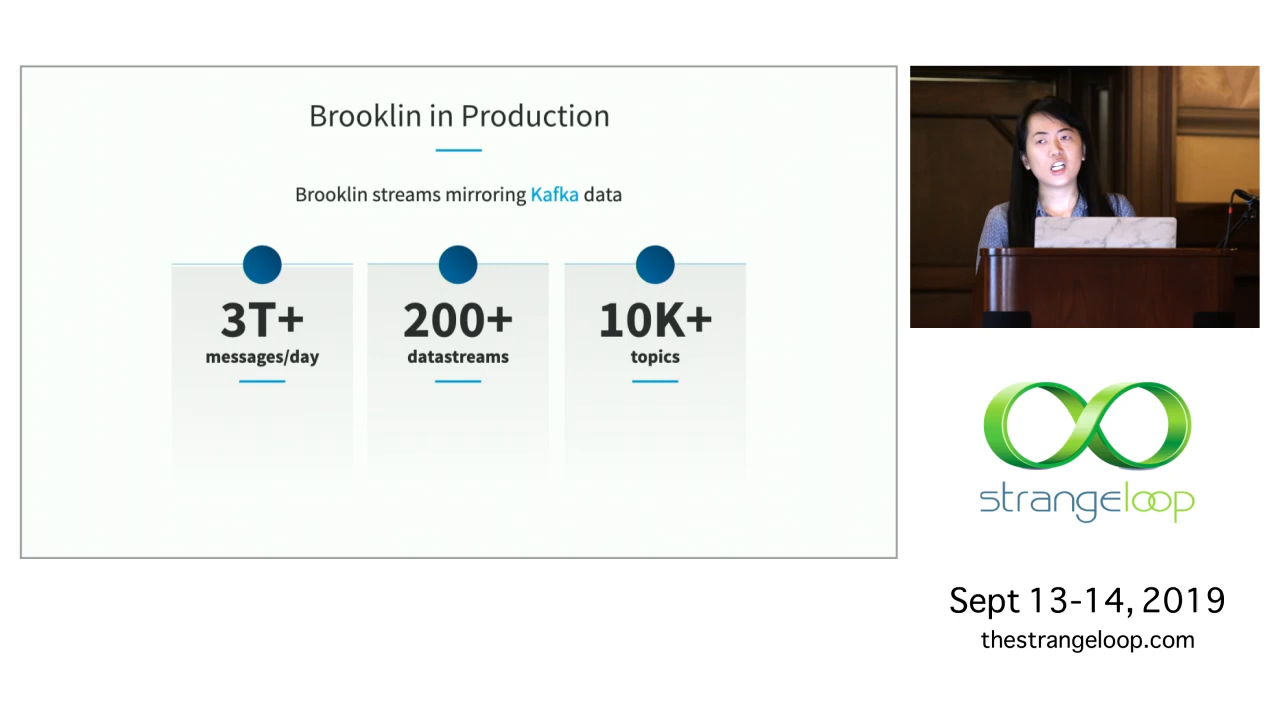 Brooklin in Production
Brooklin streams mirroring Kafka data
3T+
messages/day
200+
datastreams
10K+
topics
strangeloop
Sept 13-14, 2019
thestrangeloop.com